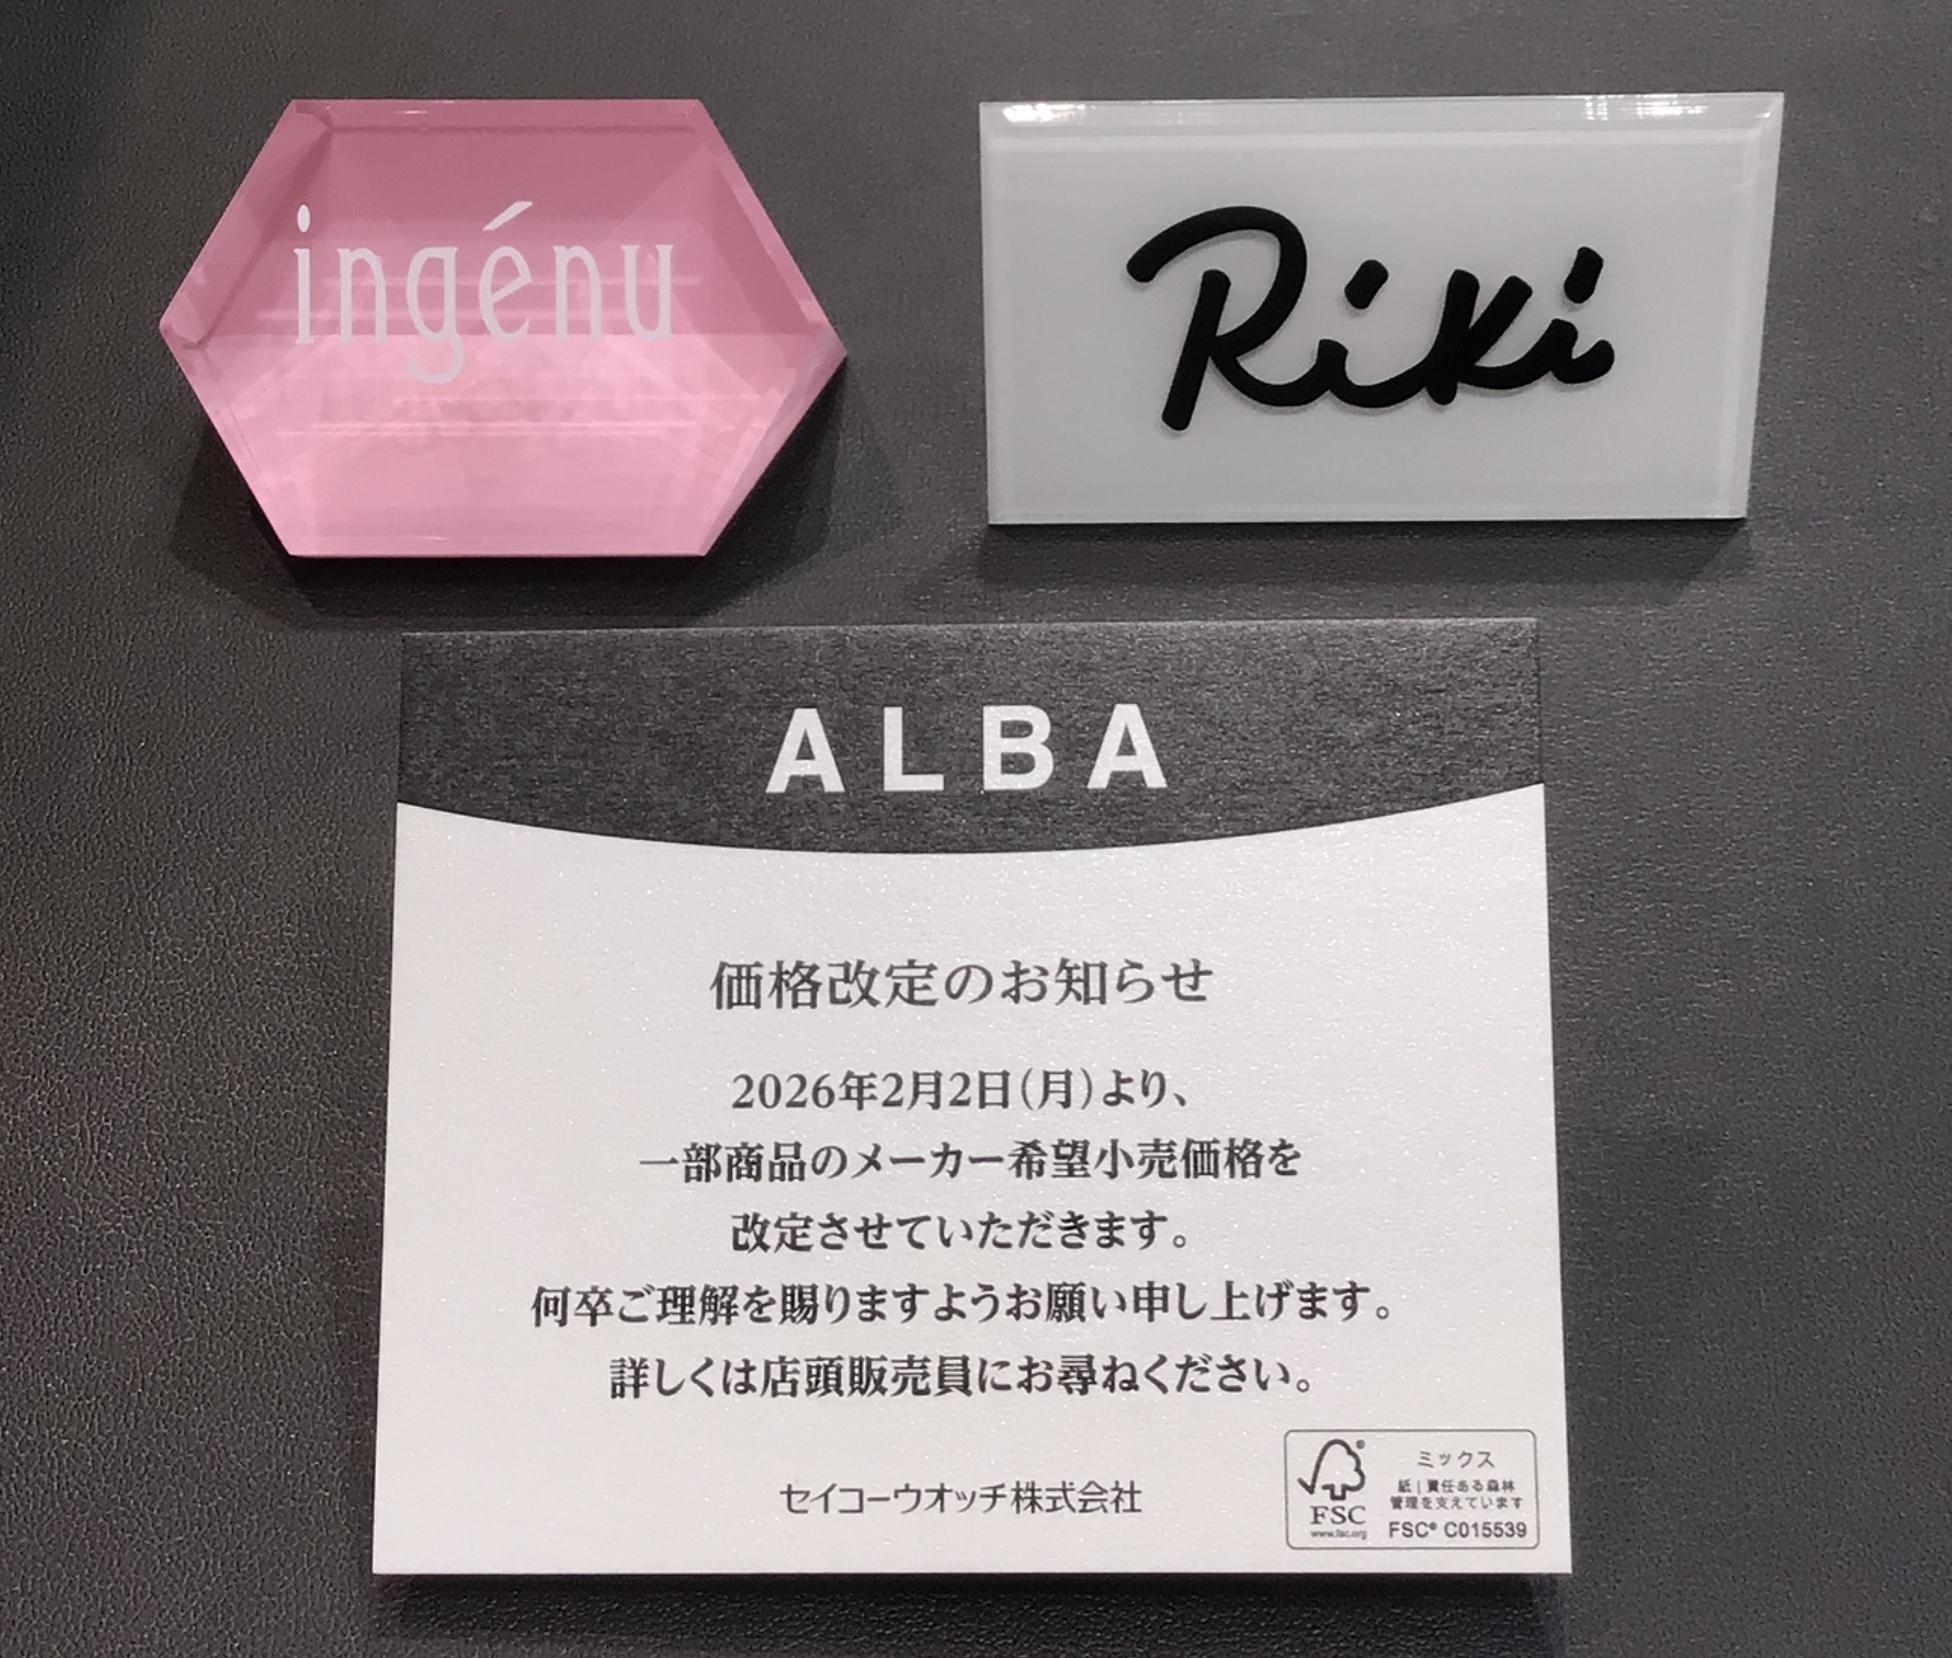 ingénu
Riki
ALBA
価格改定のお知らせ
2026年2月2日(月)より、
一部商品のメーカー希望小売価格を
改定させていただきます。
何卒ご理解を賜りますようお願い申し上げます。
詳しくは店頭販売員にお尋ねください。
セイコーウオッチ株式会社
FSC
www.fsc.org
ミックス
紙|責任ある森林
管理を支えています
FSC® C015539